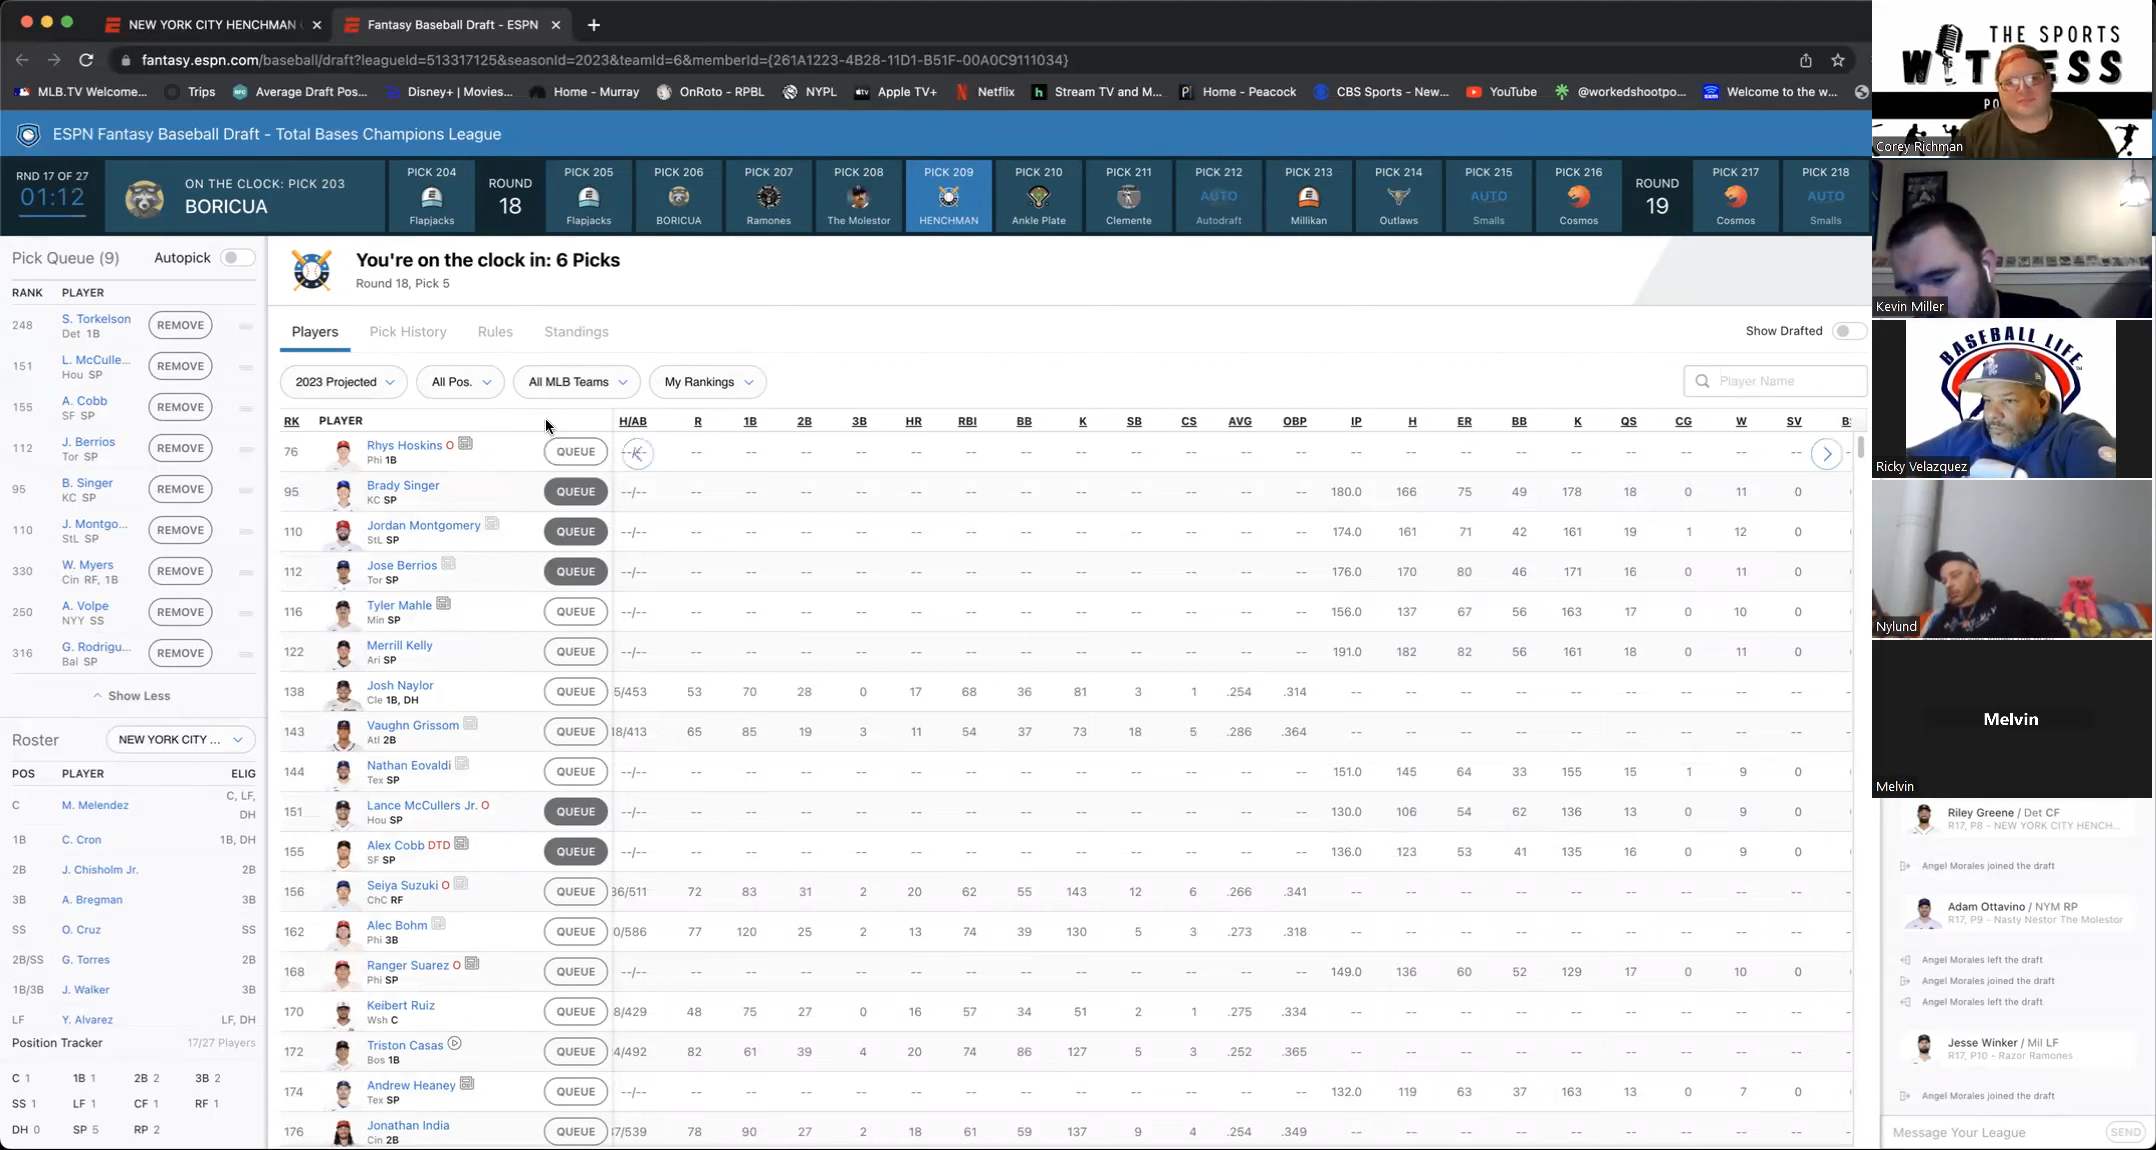 NEW YORK CITY HENCHMAN
Fantasy Baseball Draft - ESPN
fantasy.espn.com/baseball/draft?leagueId=513317125&seasonId=2023&teamId=6&memberId={261A1223-4B28-11D1-B51F-00A0C9111034}
MLB.TV Welcome... Trips Average Draft Pos... Disney+ | Movies... Home - Murray OnRoto - RPBL NYPL Apple TV+ Netflix Stream TV and M... Home - Peacock CBS Sports - New... YouTube @workedshootpo... Welcome to the w...
ESPN Fantasy Baseball Draft - Total Bases Champions League
RND 17 OF 27
01:12
ON THE CLOCK: PICK 203
BORICUA
PICK 204 Flapjacks
ROUND 18
PICK 205 Flapjacks
PICK 206 BORICUA
PICK 207 Ramones
PICK 208 The Molestor
PICK 209 HENCHMAN
PICK 210 Ankle Plate
PICK 211 Clemente
PICK 212 AUTO Autodraft
PICK 213 Millikan
PICK 214 Outlaws
PICK 215 AUTO Smalls
PICK 216 Cosmos
ROUND 19
PICK 217 Cosmos
PICK 218 AUTO Smalls
Pick Queue (9) Autopick
RANK PLAYER
248 S. Torkelson Det 1B REMOVE
151 L. McCulle... Hou SP REMOVE
155 A. Cobb SF SP REMOVE
112 J. Berrios Tor SP REMOVE
95 B. Singer KC SP REMOVE
110 J. Montgo... StL SP REMOVE
330 W. Myers Cin RF, 1B REMOVE
250 A. Volpe NYY SS REMOVE
316 G. Rodrigu... Bal SP REMOVE
Show Less
Roster NEW YORK CITY ...
POS PLAYER ELIG
C M. Melendez C, LF, DH
1B C. Cron 1B, DH
2B J. Chisholm Jr. 2B
3B A. Bregman 3B
SS O. Cruz SS
2B/SS G. Torres 2B
1B/3B J. Walker 3B
LF Y. Alvarez LF, DH
Position Tracker 17/27 Players
C 1 1B 1 2B 2 3B 2
SS 1 LF 1 CF 1 RF 1
DH 0 SP 5 RP 2
You're on the clock in: 6 Picks
Round 18, Pick 5
Players Pick History Rules Standings
Show Drafted
2023 Projected All Pos. All MLB Teams My Rankings
Player Name
RK PLAYER H/AB R 1B 2B 3B HR RBI BB K SB CS AVG OBP IP H ER BB K QS CG W SV
76 Rhys Hoskins O Phi 1B QUEUE --/-- -- -- -- -- -- -- -- -- -- -- -- -- -- -- -- -- -- -- -- -- --
95 Brady Singer KC SP QUEUE --/-- -- -- -- -- -- -- -- -- -- -- -- -- 180.0 166 75 49 178 18 0 11 0
110 Jordan Montgomery StL SP QUEUE --/-- -- -- -- -- -- -- -- -- -- -- -- -- 174.0 161 71 42 161 19 1 12 0
112 Jose Berrios Tor SP QUEUE --/-- -- -- -- -- -- -- -- -- -- -- -- -- 176.0 170 80 46 171 16 0 11 0
116 Tyler Mahle Min SP QUEUE --/-- -- -- -- -- -- -- -- -- -- -- -- -- 156.0 137 67 56 163 17 0 10 0
122 Merrill Kelly Ari SP QUEUE --/-- -- -- -- -- -- -- -- -- -- -- -- -- 191.0 182 82 56 161 18 0 11 0
138 Josh Naylor Cle 1B, DH QUEUE 5/453 53 70 28 0 17 68 36 81 3 1 .254 .314 -- -- -- -- -- -- -- -- --
143 Vaughn Grissom Atl 2B QUEUE 18/413 65 85 19 3 11 54 37 73 18 5 .286 .364 -- -- -- -- -- -- -- -- --
144 Nathan Eovaldi Tex SP QUEUE --/-- -- -- -- -- -- -- -- -- -- -- -- -- 151.0 145 64 33 155 15 1 9 0
151 Lance McCullers Jr. O Hou SP QUEUE --/-- -- -- -- -- -- -- -- -- -- -- -- -- 130.0 106 54 62 136 13 0 9 0
155 Alex Cobb DTD SF SP QUEUE --/-- -- -- -- -- -- -- -- -- -- -- -- -- 136.0 123 53 41 135 16 0 9 0
156 Seiya Suzuki O ChC RF QUEUE 36/511 72 83 31 2 20 62 55 143 12 6 .266 .341 -- -- -- -- -- -- -- -- --
162 Alec Bohm Phi 3B QUEUE 0/586 77 120 25 2 13 74 39 130 5 3 .273 .318 -- -- -- -- -- -- -- -- --
168 Ranger Suarez O Phi SP QUEUE --/-- -- -- -- -- -- -- -- -- -- -- -- -- 149.0 136 60 52 129 17 0 10 0
170 Keibert Ruiz Wsh C QUEUE 8/429 48 75 27 0 16 57 34 51 2 1 .275 .334 -- -- -- -- -- -- -- -- --
172 Triston Casas Bos 1B QUEUE 4/492 82 61 39 4 20 74 86 127 5 3 .252 .365 -- -- -- -- -- -- -- -- --
174 Andrew Heaney Tex SP QUEUE --/-- -- -- -- -- -- -- -- -- -- -- -- -- 132.0 119 63 37 163 13 0 7 0
176 Jonathan India Cin 2B QUEUE 37/539 78 90 27 2 18 61 59 137 9 4 .254 .349 -- -- -- -- -- -- -- -- --
THE SPORTS
WITNESS
Corey Richman
Kevin Miller
BASEBALL LIFE
Ricky Velazquez
Nylund
Melvin
Melvin
Riley Greene / Det CF
R17, P8 - NEW YORK CITY HENCH...
Angel Morales joined the draft
Adam Ottavino / NYM RP
R17, P9 - Nasty Nestor The Molestor
Angel Morales left the draft
Angel Morales joined the draft
Angel Morales left the draft
Jesse Winker / Mil LF
R17, P10 - Razor Ramones
Angel Morales joined the draft
Message Your League SEND